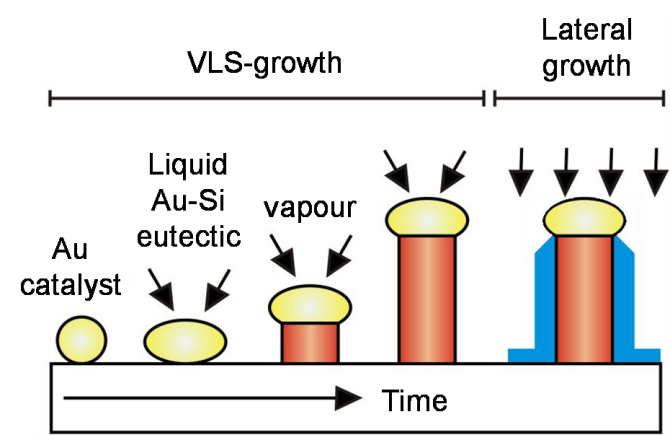 VLS-growth
Lateral
growth
Liquid
Au-Si
eutectic
vapour
Au
catalyst
Time